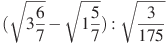 (√3 6/7 − √1 5/7) : √3/175